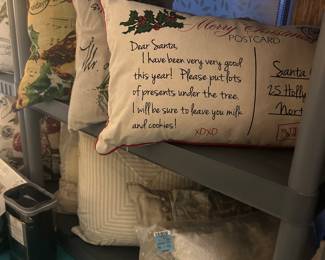 Merry Christmas
POSTCARD
Dear Santa,
I have been very very good
this year! Please put lots
of presents under the tree.
I will be sure to leave you milk
and cookies!
XOXO
Santa
25 Holly
Nort